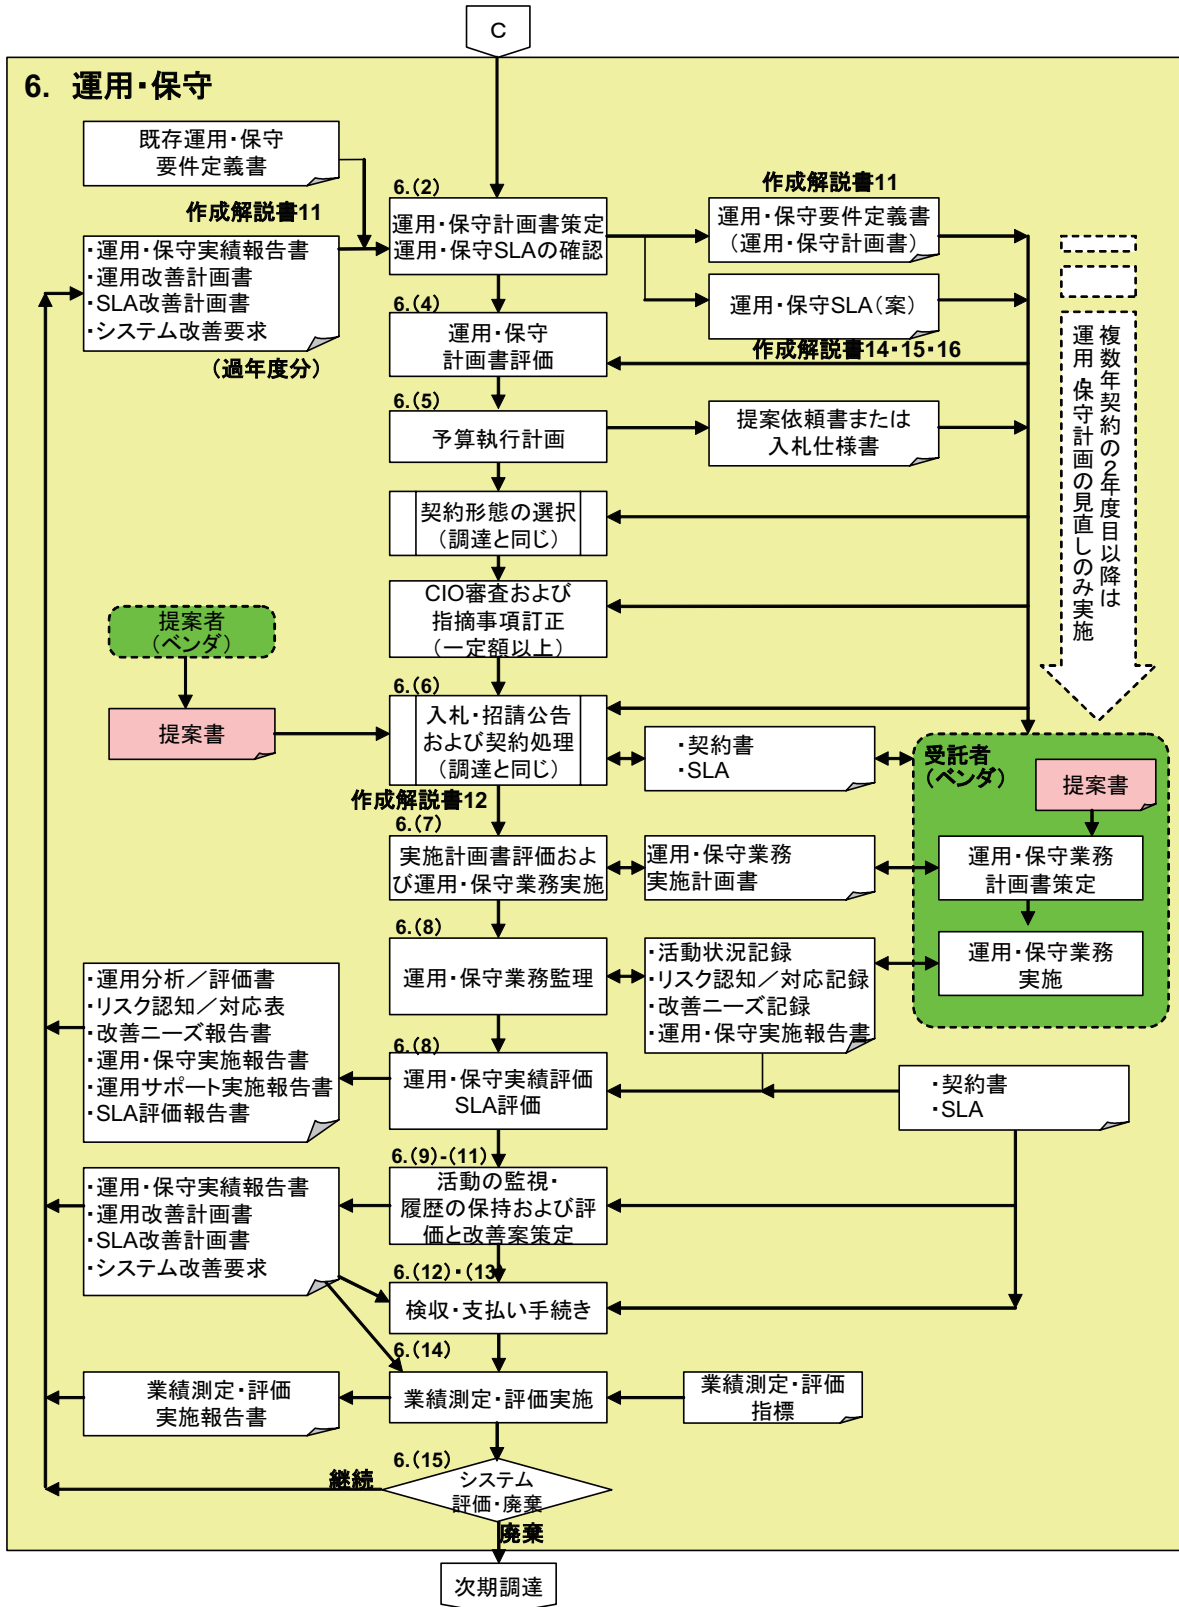 C
6. 運用・保守
既存運用・保守
要件定義書
作成解説書11
・運用・保守実績報告書
・運用改善計画書
・SLA改善計画書
・システム改善要求
(過年度分)
6.(2)
運用・保守計画書策定
運用・保守SLAの確認
作成解説書11
運用・保守要件定義書
(運用・保守計画書)
運用・保守SLA(案)
作成解説書14・15・16
6.(4)
運用・保守
計画書評価
6.(5)
予算執行計画
提案依頼書または
入札仕様書
複数年契約の2年度目以降は
運用・保守計画の見直しのみ実施
契約形態の選択
(調達と同じ)
CIO審査および
指摘事項訂正
(一定額以上)
提案者
(ベンダ)
提案書
6.(6)
入札・招請公告
および契約処理
(調達と同じ)
・契約書
・SLA
受託者
(ベンダ)
提案書
作成解説書12
6.(7)
実施計画書評価およ
び運用・保守業務実施
運用・保守業務
実施計画書
運用・保守業務
計画書策定
6.(8)
運用・保守業務監理
・活動状況記録
・リスク認知/対応記録
・改善ニーズ記録
・運用・保守実施報告書
運用・保守業務
実施
・運用分析/評価書
・リスク認知/対応表
・改善ニーズ報告書
・運用・保守実施報告書
・運用サポート実施報告書
・SLA評価報告書
6.(8)
運用・保守実績評価
SLA評価
・契約書
・SLA
6.(9)-(11)
活動の監視・
履歴の保持および評
価と改善案策定
・運用・保守実績報告書
・運用改善計画書
・SLA改善計画書
・システム改善要求
6.(12)・(13)
検収・支払い手続き
6.(14)
業績測定・評価実施
業績測定・評価
実施報告書
業績測定・評価
指標
6.(15)
システム
評価・廃棄
継続
廃棄
次期調達